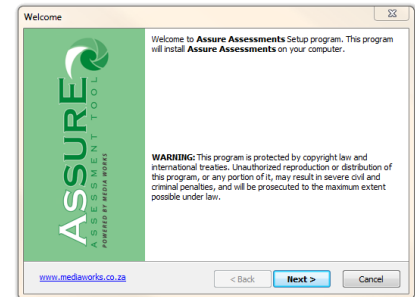 Welcome
Welcome to Assure Assessments Setup program. This program
will install Assure Assessments on your computer.
ASSURE
ASSESSMENT TOOL
POWERED BY MEDIA WORKS
WARNING: This program is protected by copyright law and
international treaties. Unauthorized reproduction or distribution of
this program, or any portion of it, may result in severe civil and
criminal penalties, and will be prosecuted to the maximum extent
possible under law.
www.mediaworks.co.za
< Back
Next >
Cancel